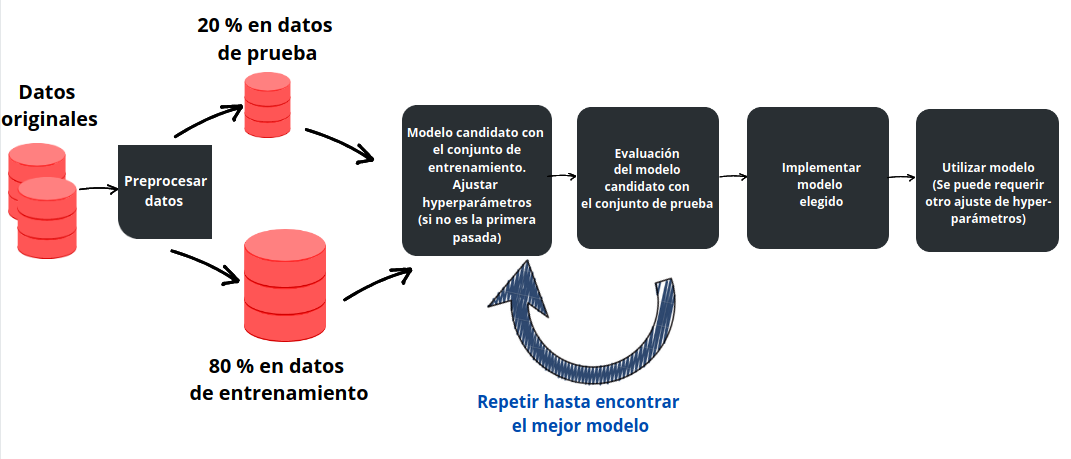 20 % en datos
de prueba
Datos
originales
Preprocesar
datos
80 % en datos
de entrenamiento
Modelo candidato con
el conjunto de
entrenamiento.
Ajustar
hyperparámetros
(si no es la primera
pasada)
Evaluación
del modelo
candidato con
el conjunto de prueba
Implementar
modelo
elegido
Utilizar modelo
(Se puede requerir
otro ajuste de hyper-
parámetros)
Repetir hasta encontrar
el mejor modelo